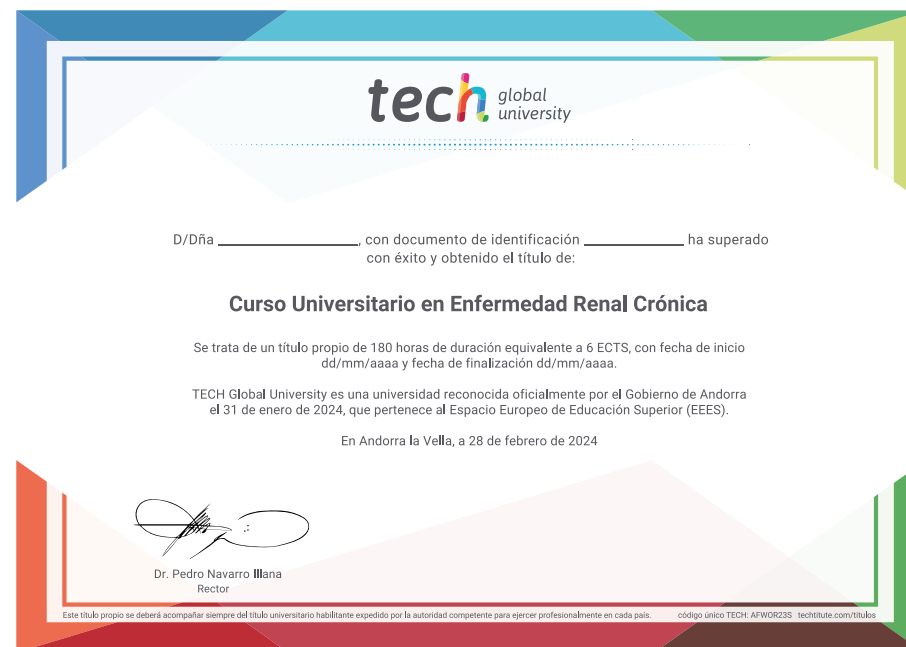 tech global university
D/Dña ____________, con documento de identificación ____________ ha superado
con éxito y obtenido el título de:
Curso Universitario en Enfermedad Renal Crónica
Se trata de un título propio de 180 horas de duración equivalente a 6 ECTS, con fecha de inicio
dd/mm/aaaa y fecha de finalización dd/mm/aaaa.
TECH Global University es una universidad reconocida oficialmente por el Gobierno de Andorra
el 31 de enero de 2024, que pertenece al Espacio Europeo de Educación Superior (EEES).
En Andorra la Vella, a 28 de febrero de 2024
Dr. Pedro Navarro Illana
Rector
Este título propio se deberá acompañar siempre del título universitario habilitante expedido por la autoridad competente para ejercer profesionalmente en cada país. código único TECH: AFWOR23S techtitute.com/titulos